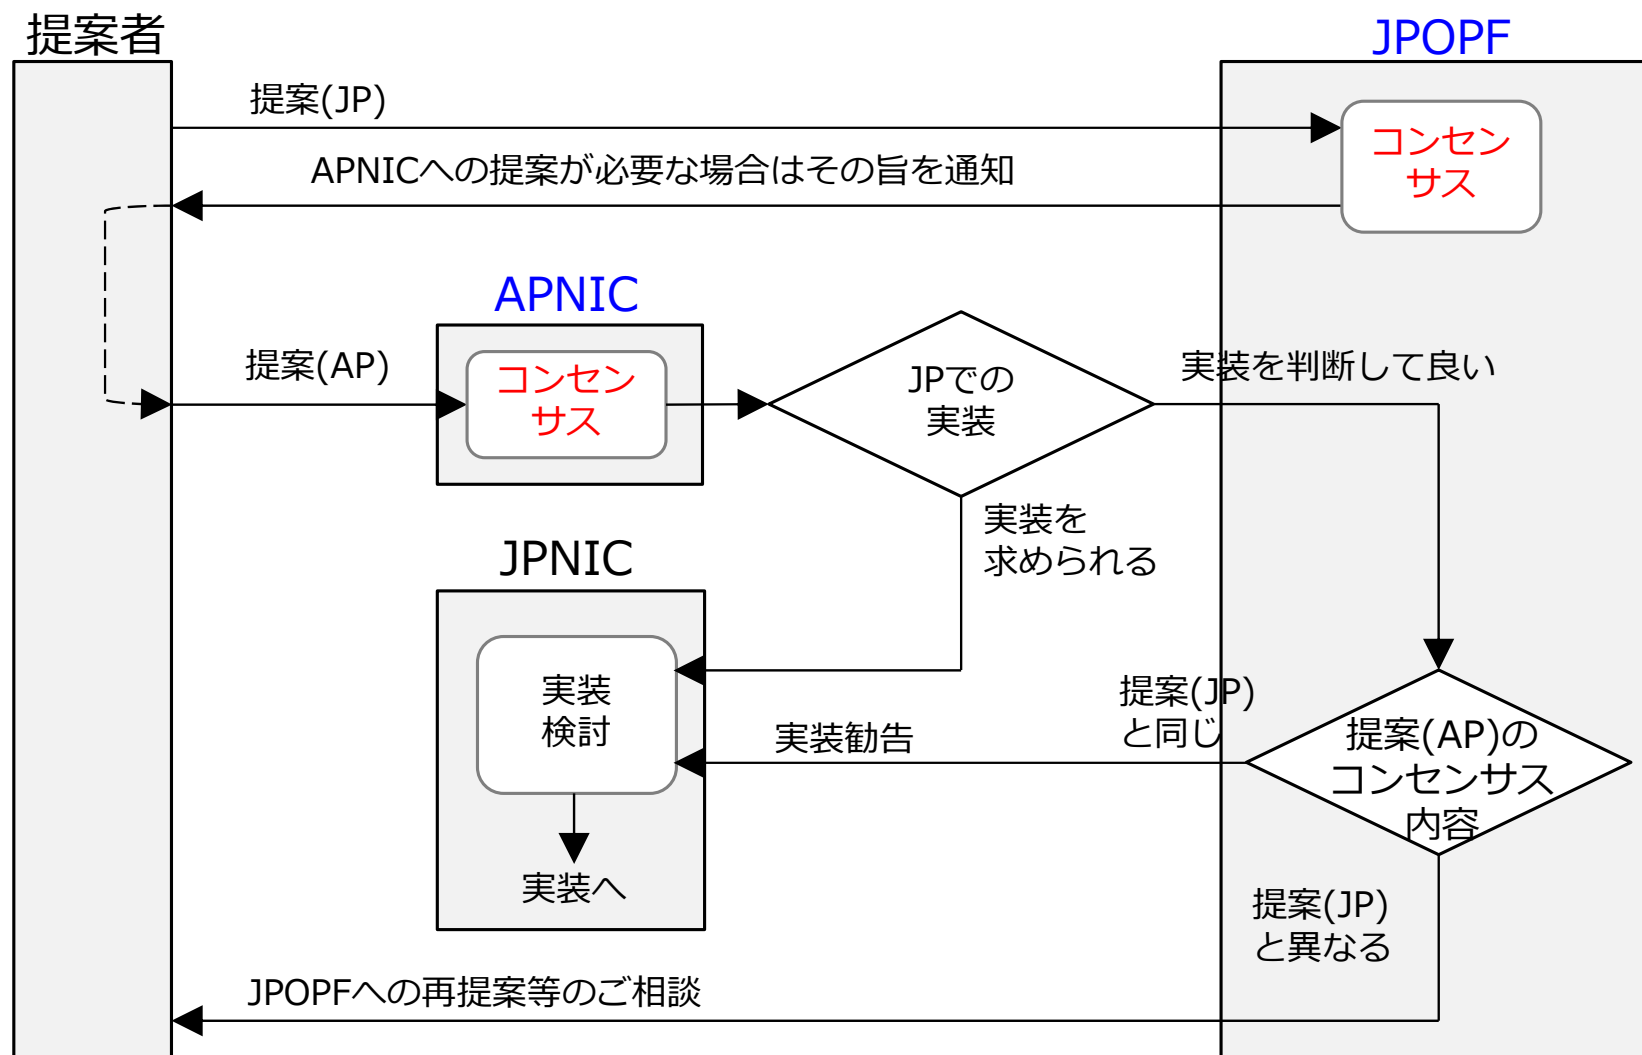 提案者
JPOPF
提案(JP)
コンセン
サス
APNICへの提案が必要な場合はその旨を通知
APNIC
提案(AP)
コンセン
サス
JPでの
実装
実装を判断して良い
実装を
求められる
JPNIC
実装
検討
実装へ
提案(JP)
と同じ
実装勧告
提案(AP)の
コンセンサス
内容
提案(JP)
と異なる
JPOPFへの再提案等のご相談